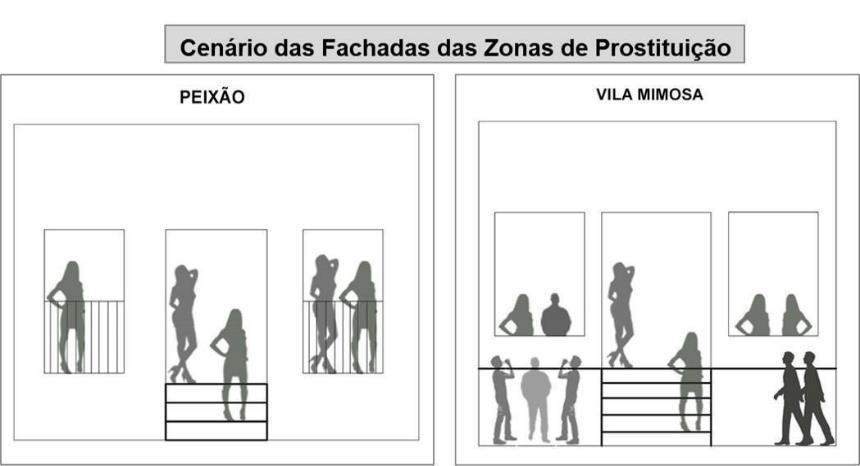 Cenário das Fachadas das Zonas de Prostituição
PEIXÃO
VILA MIMOSA